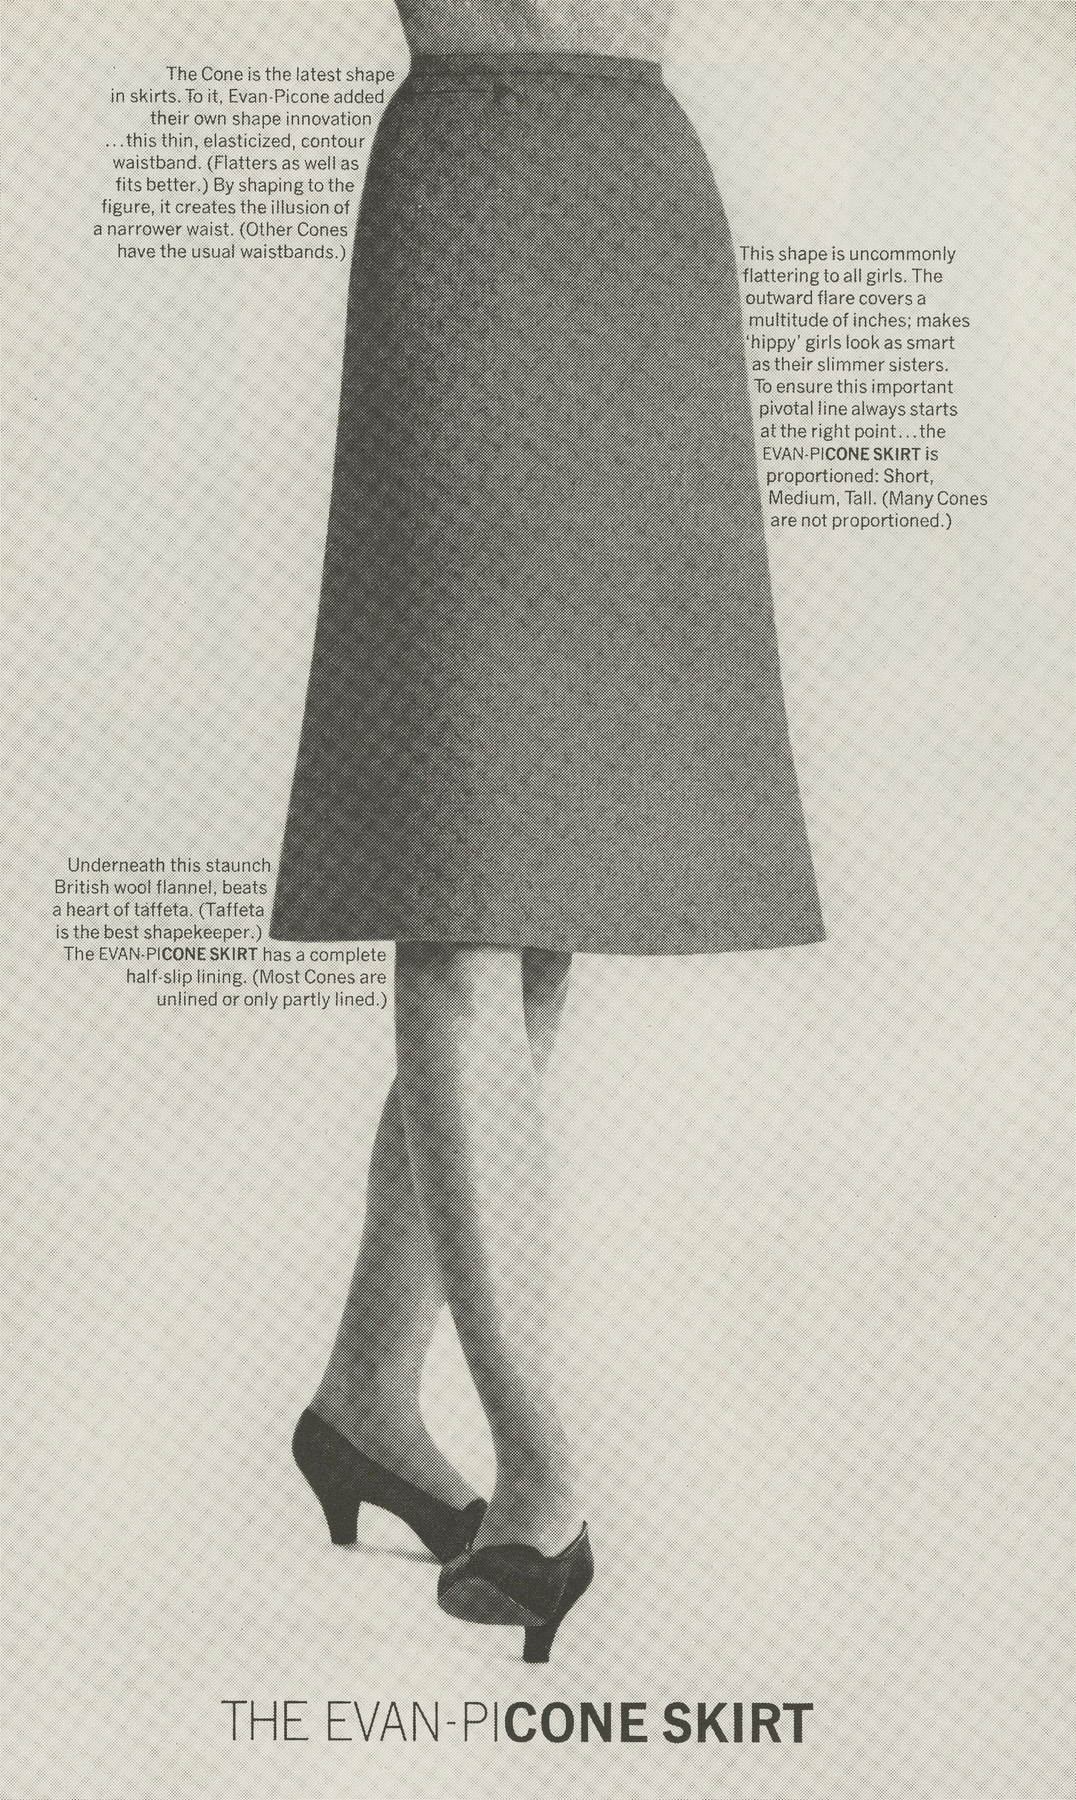 The Cone is the latest shape
in skirts. To it, Evan-Picone added
their own shape innovation
...this thin, elasticized, contour
waistband. (Flatters as well as
fits better.) By shaping to the
figure, it creates the illusion of
a narrower waist. (Other Cones
have the usual waistbands.)
This shape is uncommonly
flattering to all girls. The
outward flare covers a
multitude of inches; makes
‘hippy’ girls look as smart
as their slimmer sisters.
To ensure this important
pivotal line always starts
at the right point...the
EVAN-PICONE SKIRT is
proportioned: Short,
Medium, Tall. (Many Cones
are not proportioned.)
Underneath this staunch
British wool flannel, beats
a heart of taffeta. (Taffeta
is the best shapekeeper.)
The EVAN-PICONE SKIRT has a complete
half-slip lining. (Most Cones are
unlined or only partly lined.)
THE EVAN-PICONE SKIRT